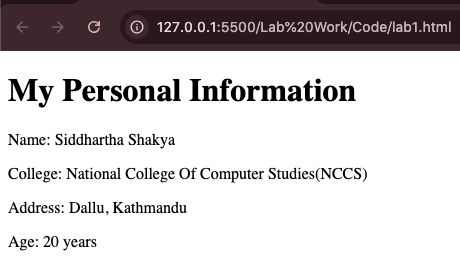 127.0.0.1:5500/Lab%20Work/Code/lab1.html
My Personal Information
Name: Siddhartha Shakya
College: National College Of Computer Studies(NCCS)
Address: Dallu, Kathmandu
Age: 20 years